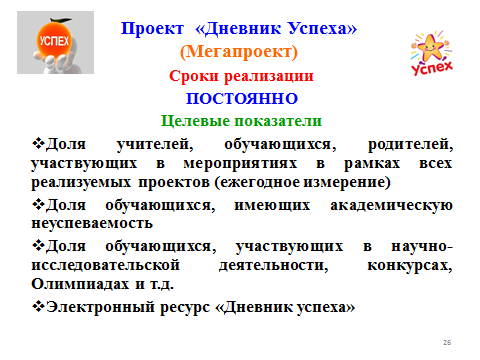 УСПЕХ
Проект «Дневник Успеха»
(Мегапроект)
Успех
Сроки реализации
ПОСТОЯННО
Целевые показатели
❖Доля учителей, обучающихся, родителей,
участвующих в мероприятиях в рамках всех
реализуемых проектов (ежегодное измерение)
❖Доля обучающихся, имеющих академическую
неуспеваемость
❖Доля обучающихся, участвующих в научно-
исследовательской деятельности, конкурсах,
Олимпиадах и т.д.
❖Электронный ресурс «Дневник успеха»
26